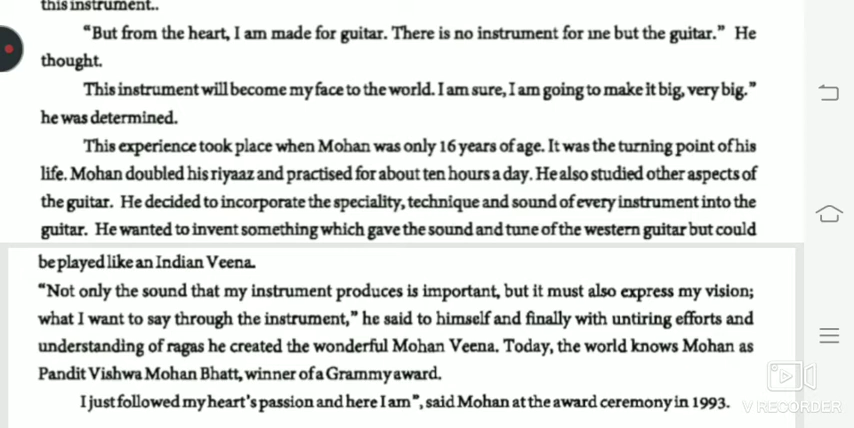 this instrument..
“But from the heart, I am made for guitar. There is no instrument for me but the guitar.” He
thought.
This instrument will become my face to the world. I am sure, I am going to make it big, very big.”
he was determined.
This experience took place when Mohan was only 16 years of age. It was the turning point of his
life. Mohan doubled his riyaaz and practised for about ten hours a day. He also studied other aspects of
the guitar. He decided to incorporate the speciality, technique and sound of every instrument into the
guitar. He wanted to invent something which gave the sound and tune of the western guitar but could
be played like an Indian Veena.
“Not only the sound that my instrument produces is important, but it must also express my vision;
what I want to say through the instrument,” he said to himself and finally with untiring efforts and
understanding of ragas he created the wonderful Mohan Veena. Today, the world knows Mohan as
Pandit Vishwa Mohan Bhatt, winner of a Grammy award.
I just followed my heart's passion and here I am”, said Mohan at the award ceremony in 1993.
V RECORDER